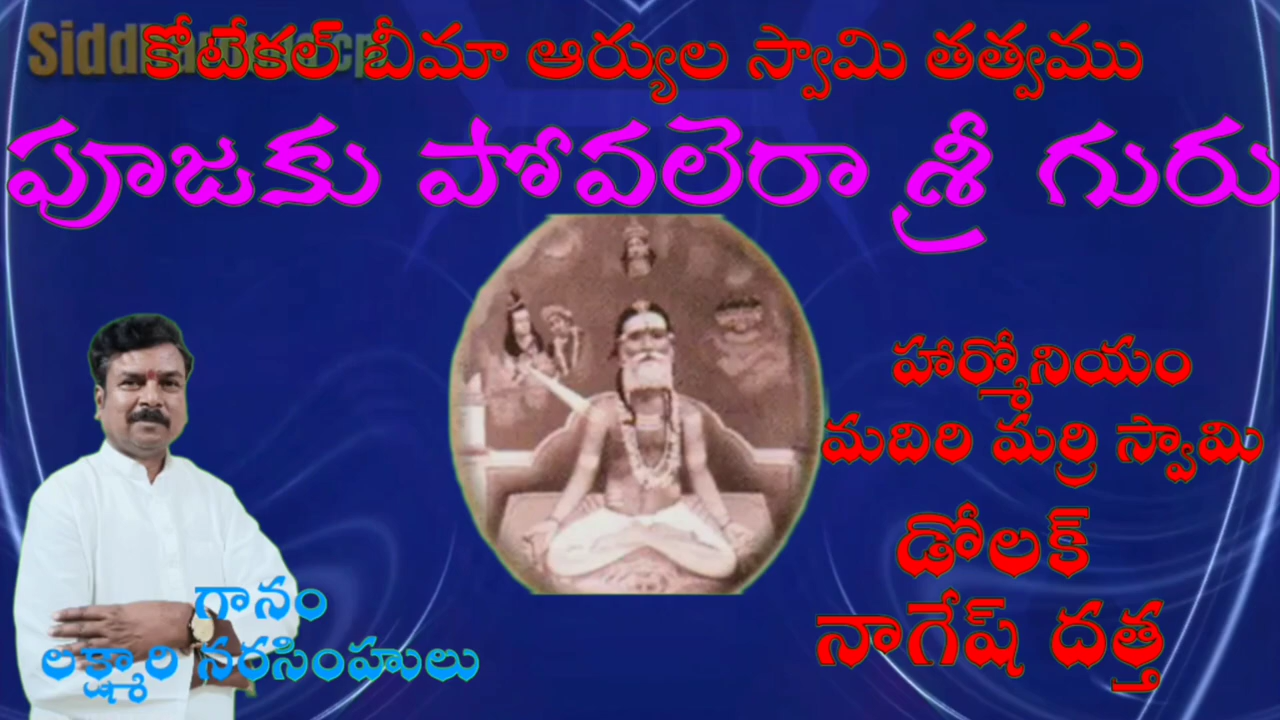 కోటేకల్ బీమా ఆర్యుల స్వామి తత్వము
పూజకు పోవలెరా శ్రీ గురు
హార్మోనియం
మదిరి మర్రి స్వామి
డోలక్
నాగేష్ దత్త
గానం
లక్ష్మారి నరసింహులు